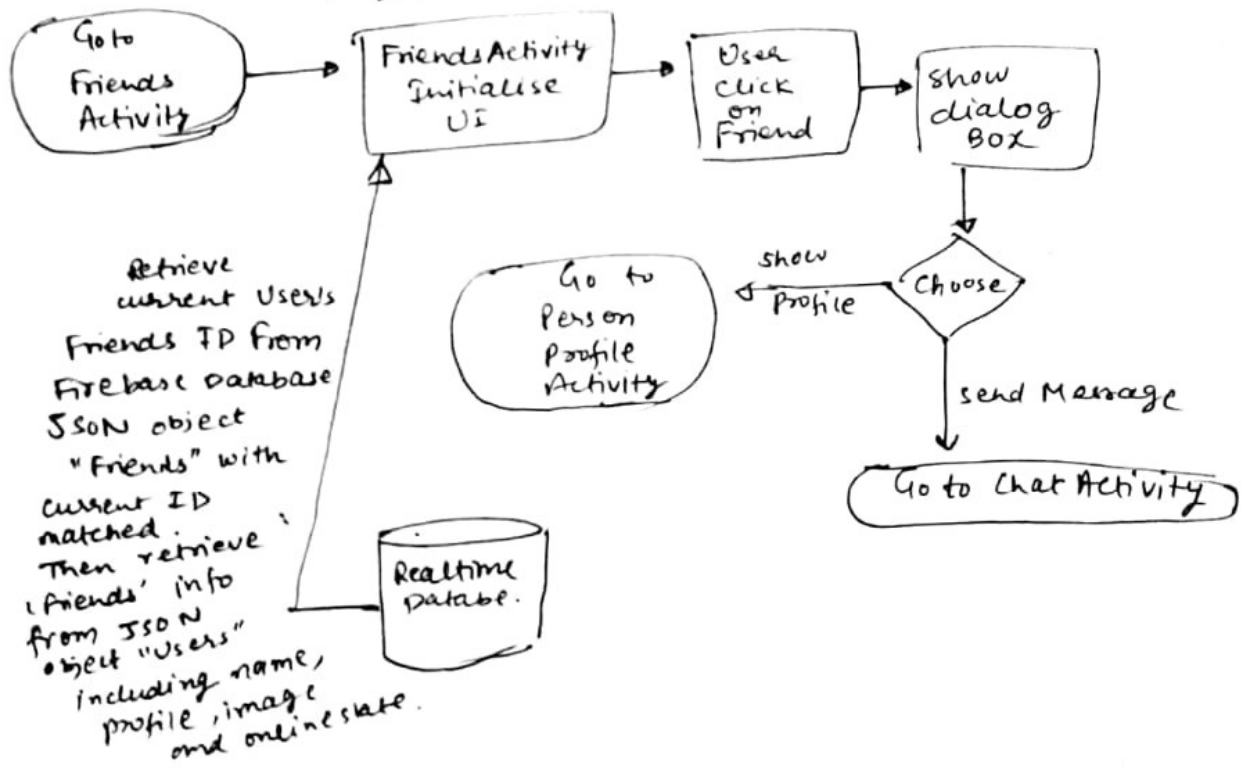 Go to
Friends
Activity
FriendsActivity
Initialise
UI
User
Click
on
Friend
Show
dialog
Box
Choose
Show
Profile
Go to
Person
Profile
Activity
Send Message
Go to Chat Activity
Retrieve
current User's
Friends ID from
Firebase Database
JSON object
"Friends" with
current ID
matched.
Then retrieve
friends' info
from JSON
object "Users"
including name,
profile, image
and online state.
Realtime
Databe.